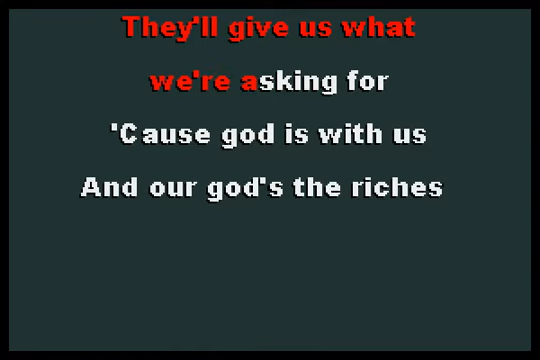 They'll give us what
we're asking for
'Cause god is with us
And our god's the riches